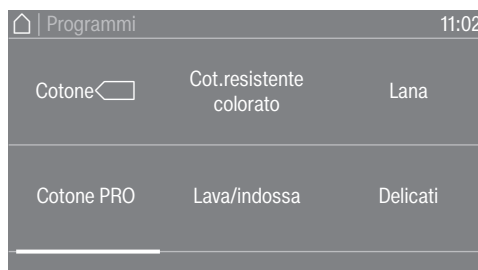 | Programmi
11:02
Cotone
Cot.resistente
colorato
Lana
Cotone PRO
Lava/indossa
Delicati